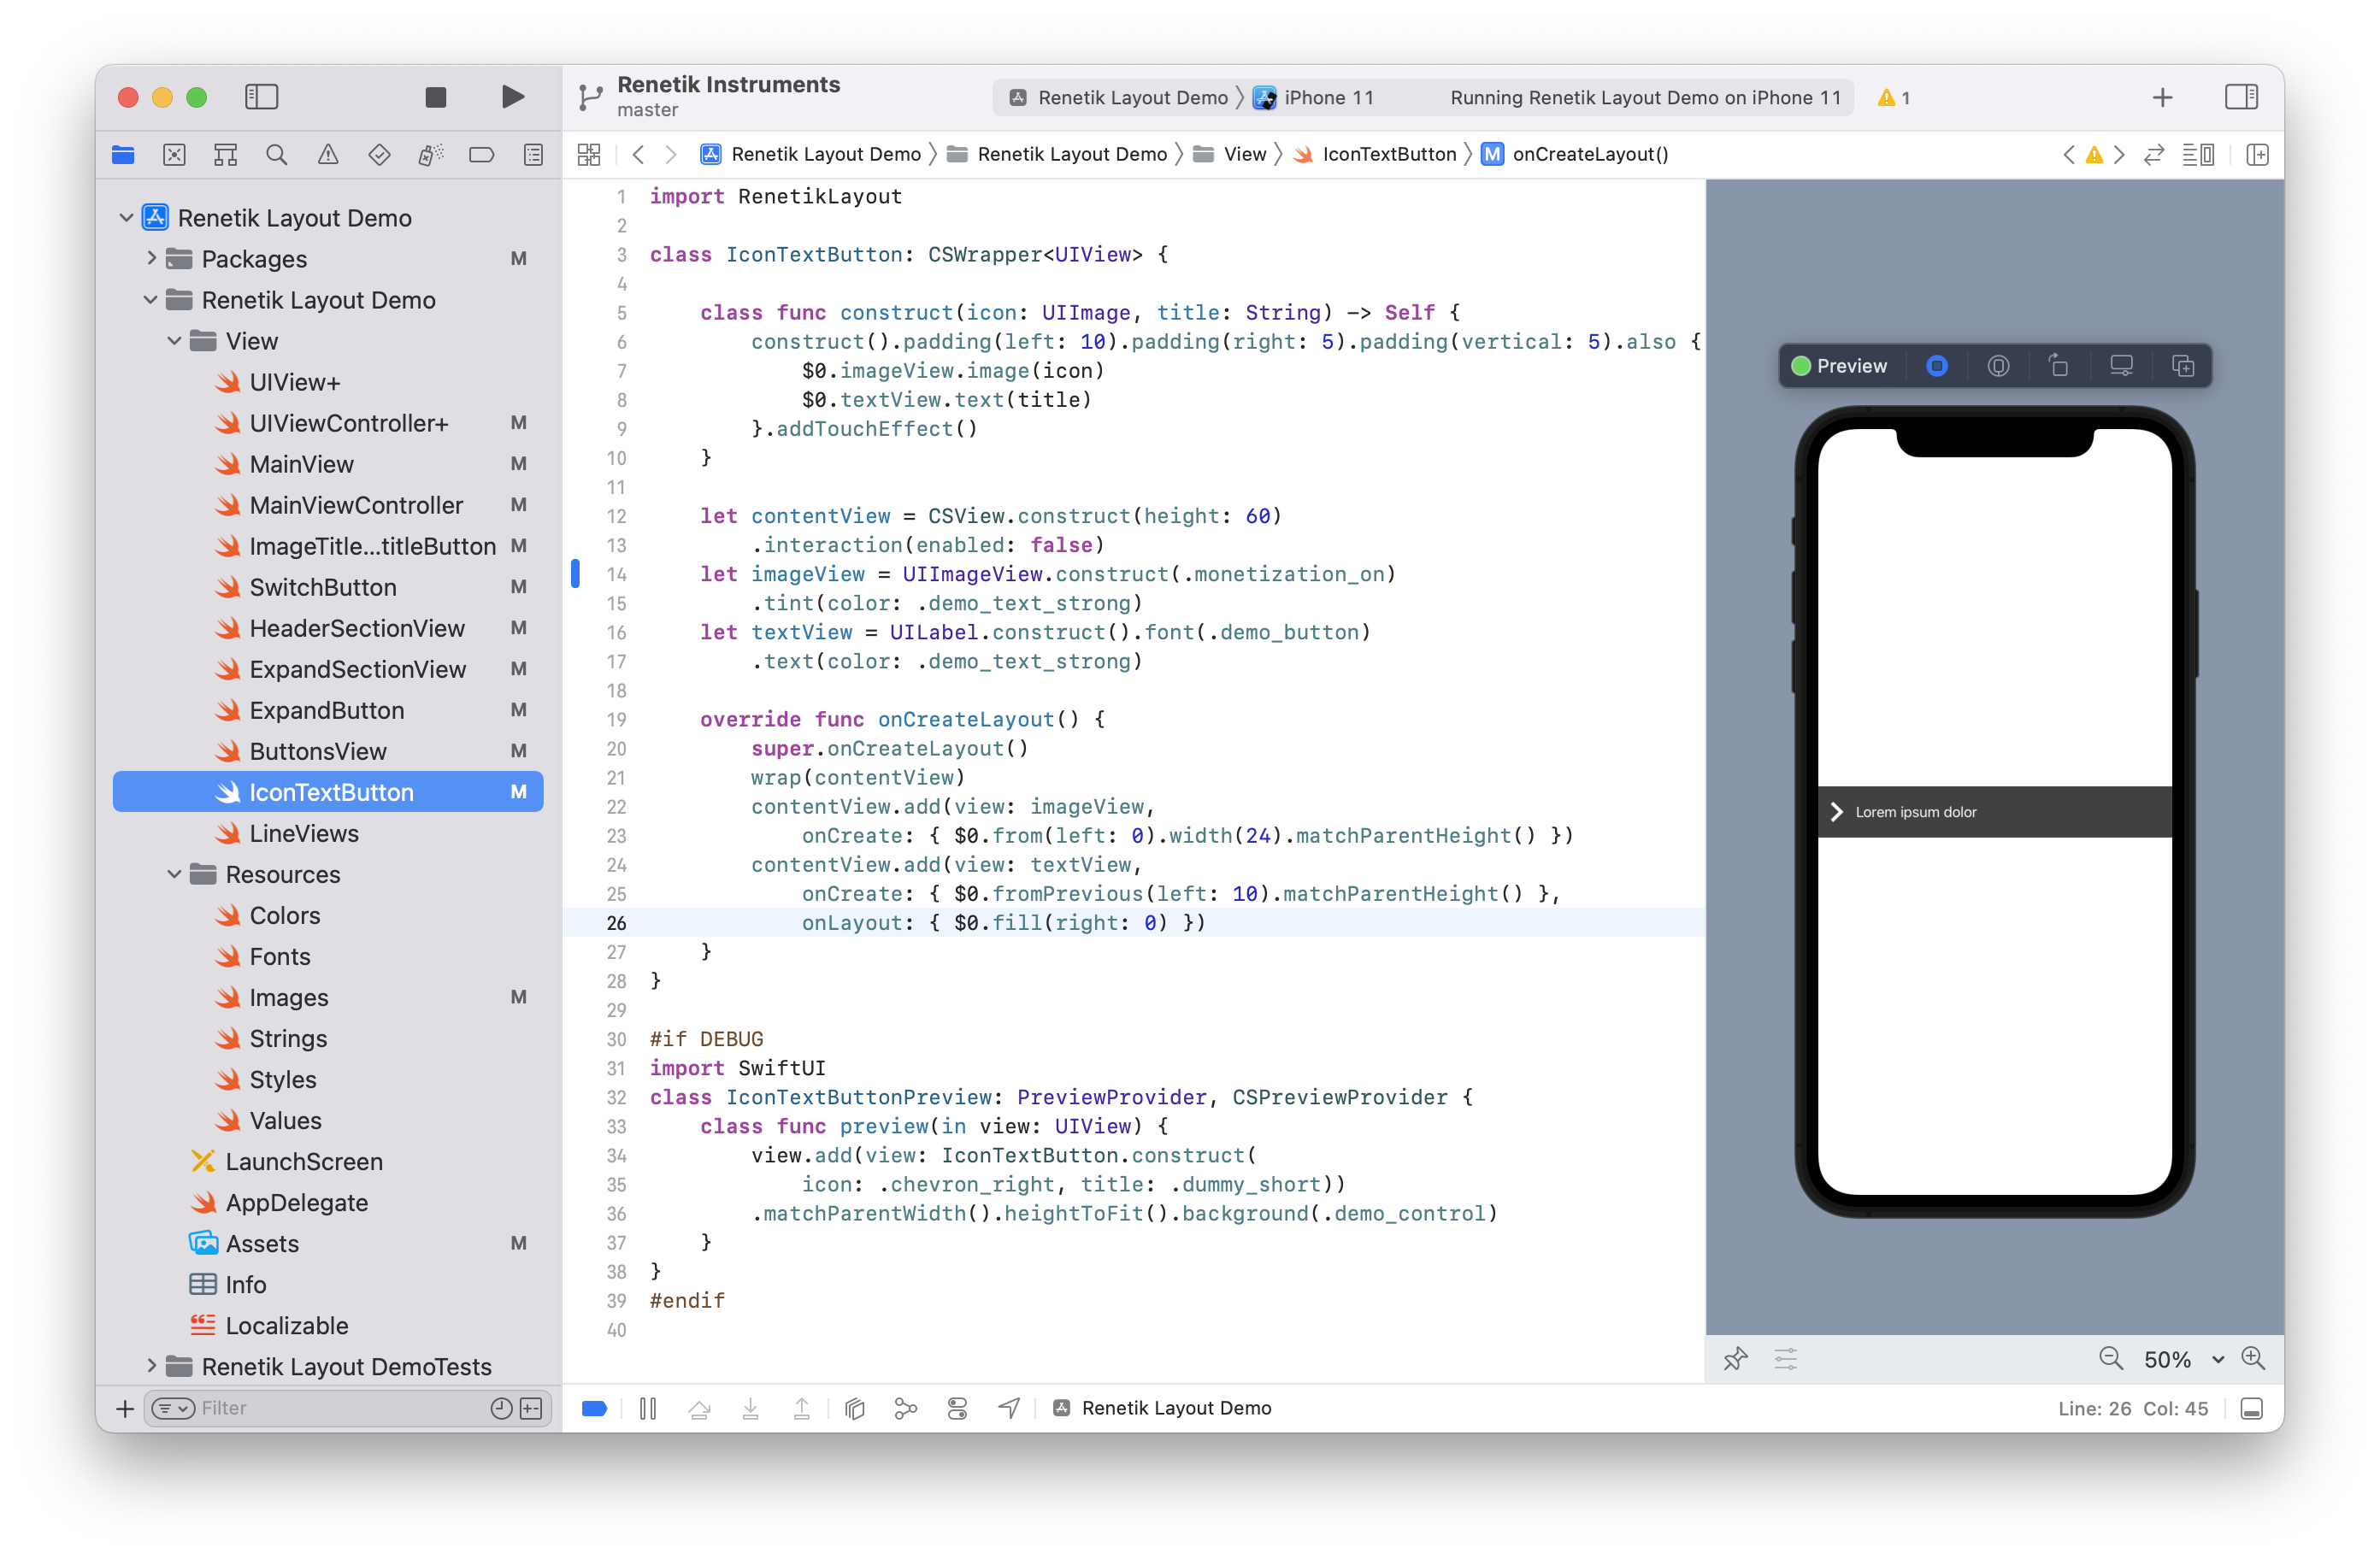 Renetik Instruments
master
Renetik Layout Demo
iPhone 11
Running Renetik Layout Demo on iPhone 11
1
Renetik Layout Demo
Renetik Layout Demo
View
IconTextButton
M
onCreateLayout()
Renetik Layout Demo
Packages M
Renetik Layout Demo
View
UIView+
UIViewController+ M
MainView M
MainViewController M
ImageTitle...titleButton M
SwitchButton M
HeaderSectionView M
ExpandSectionView M
ExpandButton M
ButtonsView M
IconTextButton M
LineViews
Resources
Colors
Fonts
Images M
Strings
Styles
Values
LaunchScreen
AppDelegate
Assets M
Info
Localizable
Renetik Layout DemoTests
Filter
1 import RenetikLayout
2
3 class IconTextButton: CSWrapper<UIView> {
4
5 class func construct(icon: UIImage, title: String) -> Self {
6 construct().padding(left: 10).padding(right: 5).padding(vertical: 5).also {
7 $0.imageView.image(icon)
8 $0.textView.text(title)
9 }.addTouchEffect()
10 }
11
12 let contentView = CSView.construct(height: 60)
13 .interaction(enabled: false)
14 let imageView = UIImageView.construct(.monetization_on)
15 .tint(color: .demo_text_strong)
16 let textView = UILabel.construct().font(.demo_button)
17 .text(color: .demo_text_strong)
18
19 override func onCreateLayout() {
20 super.onCreateLayout()
21 wrap(contentView)
22 contentView.add(view: imageView,
23 onCreate: { $0.from(left: 0).width(24).matchParentHeight() })
24 contentView.add(view: textView,
25 onCreate: { $0.fromPrevious(left: 10).matchParentHeight() },
26 onLayout: { $0.fill(right: 0) })
27 }
28 }
29
30 #if DEBUG
31 import SwiftUI
32 class IconTextButtonPreview: PreviewProvider, CSPreviewProvider {
33 class func preview(in view: UIView) {
34 view.add(view: IconTextButton.construct(
35 icon: .chevron_right, title: .dummy_short))
36 .matchParentWidth().heightToFit().background(.demo_control)
37 }
38 }
39 #endif
40
Preview
Lorem ipsum dolor
50%
Renetik Layout Demo
Line: 26 Col: 45